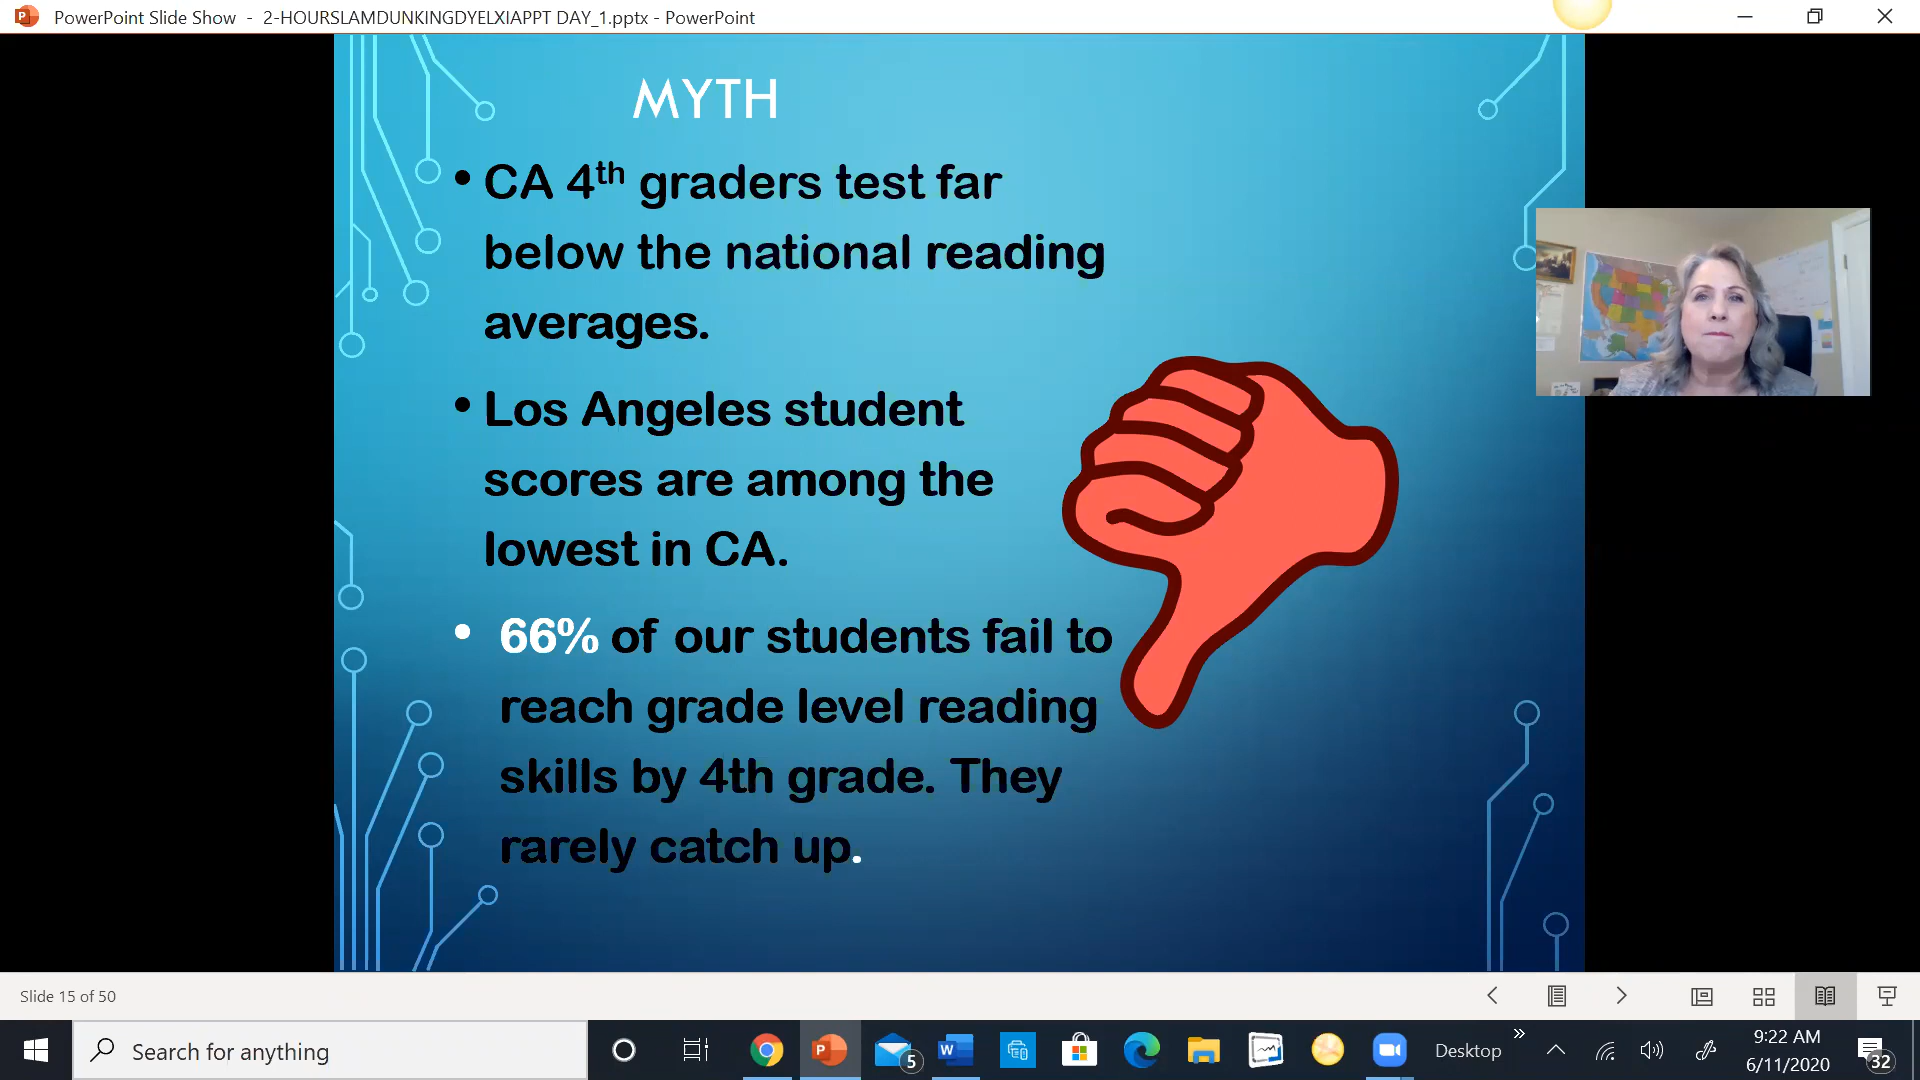 PowerPoint Slide Show - 2-HOURSLAMDUNKINGDYELXIAPPT DAY_1.pptx - PowerPoint
MYTH
• CA 4th graders test far
below the national reading
averages.
• Los Angeles student
scores are among the
lowest in CA.
• 66% of our students fail to
reach grade level reading
skills by 4th grade. They
rarely catch up.
Slide 15 of 50
Search for anything
5
Desktop
9:22 AM
6/11/2020
32